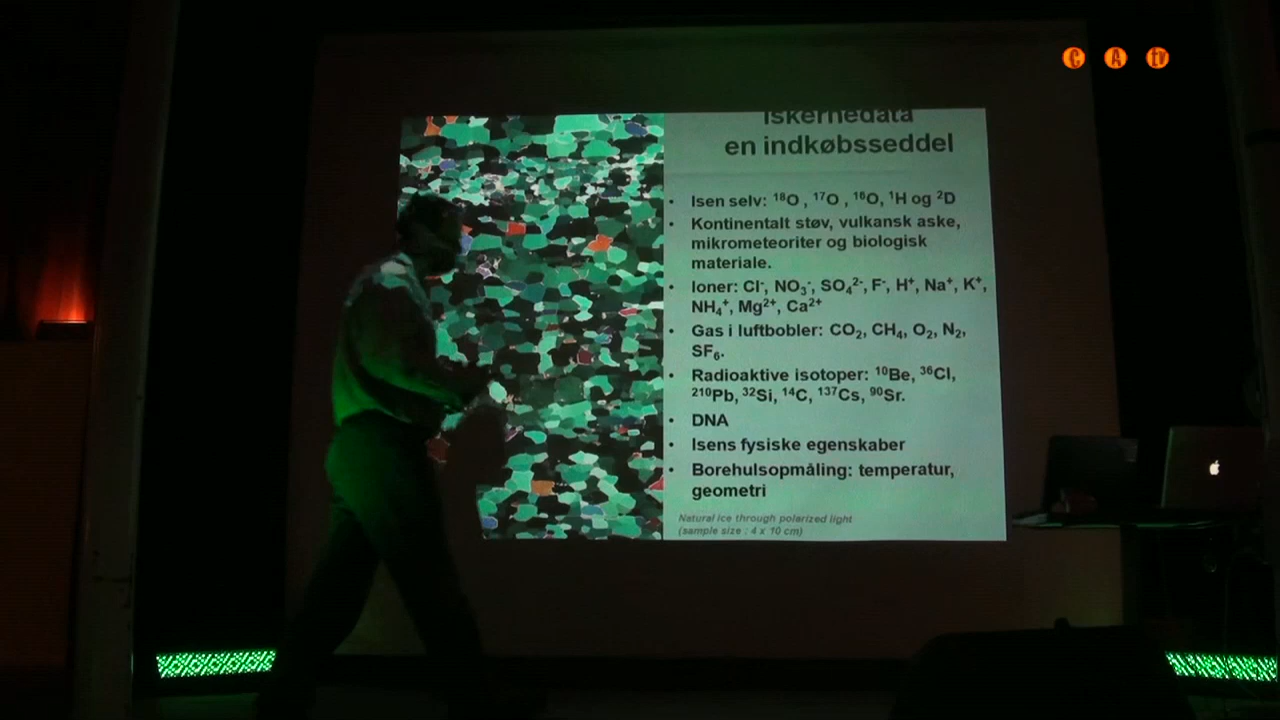 C A tv
Iskernedata
en indkøbsseddel
• Isen selv: ¹⁸O , ¹⁷O , ¹⁶O, ¹H og ²D
• Kontinentalt støv, vulkansk aske,
mikrometeoriter og biologisk
materiale.
• Ioner: Cl⁻, NO₃⁻, SO₄²⁻, F⁻, H⁺, Na⁺, K⁺,
NH₄⁺, Mg²⁺, Ca²⁺
• Gas i luftbobler: CO₂, CH₄, O₂, N₂,
SF₆.
• Radioaktive isotoper: ¹⁰Be, ³⁶Cl,
²¹⁰Pb, ³²Si, ¹⁴C, ¹³⁷Cs, ⁹⁰Sr.
• DNA
• Isens fysiske egenskaber
• Borehulsopmåling: temperatur,
geometri
Natural ice through polarized light
(sample size : 4 x 10 cm)